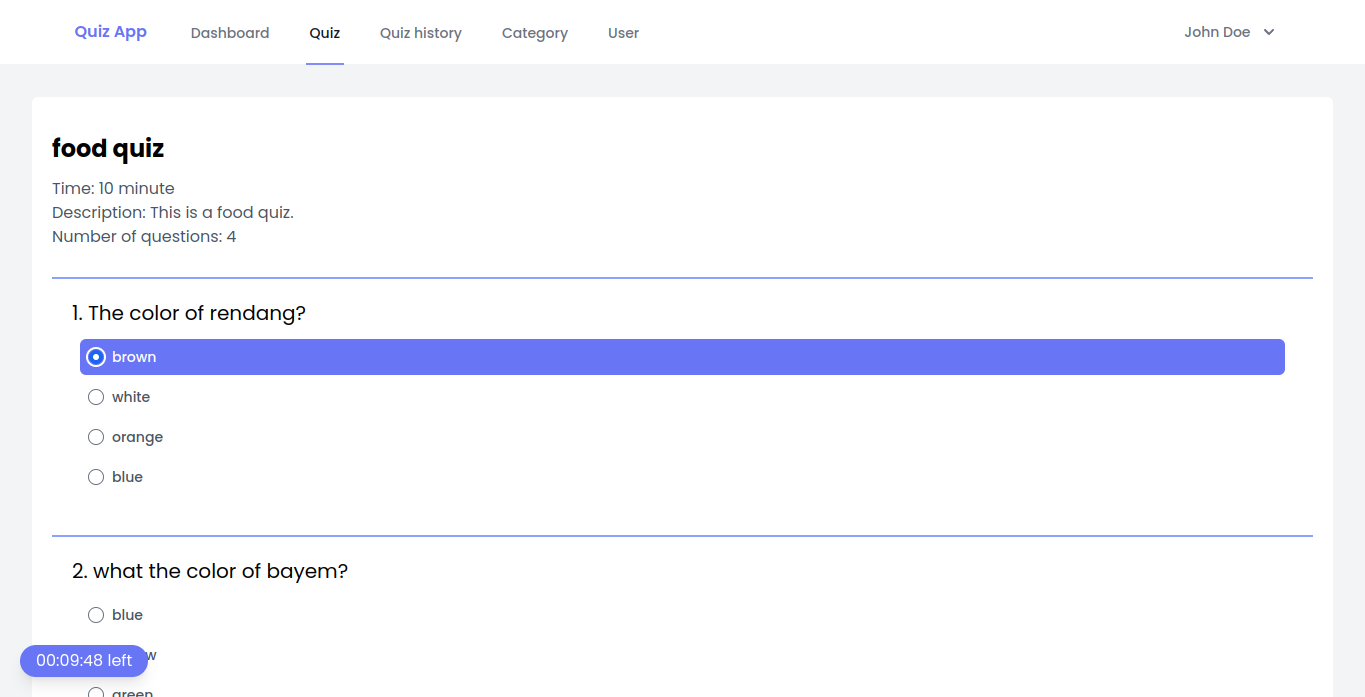 Quiz App Dashboard Quiz Quiz history Category User John Doe
food quiz
Time: 10 minute
Description: This is a food quiz.
Number of questions: 4
1. The color of rendang?
brown
white
orange
blue
2. what the color of bayem?
blue
00:09:48 left
green